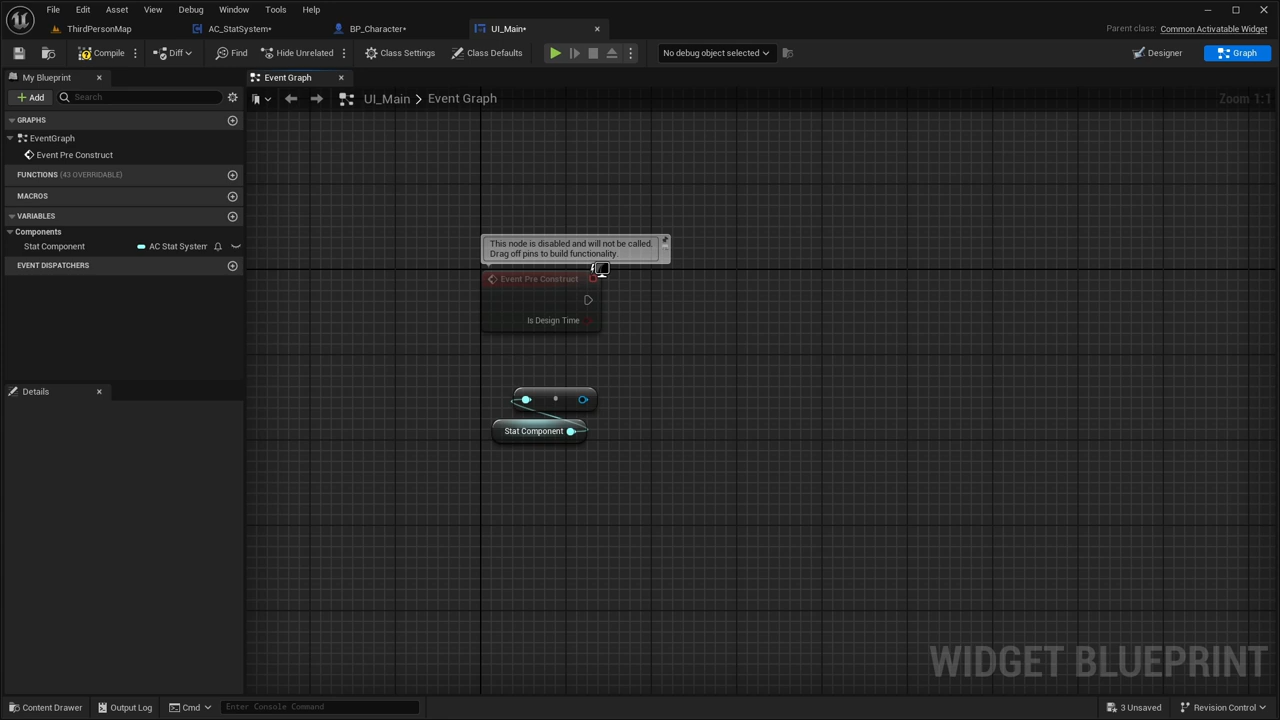 File Edit Asset View Debug Window Tools Help
ThirdPersonMap AC_StatSystem* BP_Character* UI_Main* Parent class: Common Activatable Widget
Compile Diff Find Hide Unrelated Class Settings Class Defaults No debug object selected Designer Graph
My Blueprint Event Graph
Add Search UI_Main > Event Graph Zoom 1:1
GRAPHS
EventGraph
Event Pre Construct
FUNCTIONS (43 OVERRIDABLE)
MACROS
VARIABLES
Components
Stat Component AC Stat System
EVENT DISPATCHERS
Details
This node is disabled and will not be called.
Drag off pins to build functionality.
Event Pre Construct
Is Design Time
Stat Component
WIDGET BLUEPRINT
Content Drawer Output Log Cmd Enter Console Command 3 Unsaved Revision Control